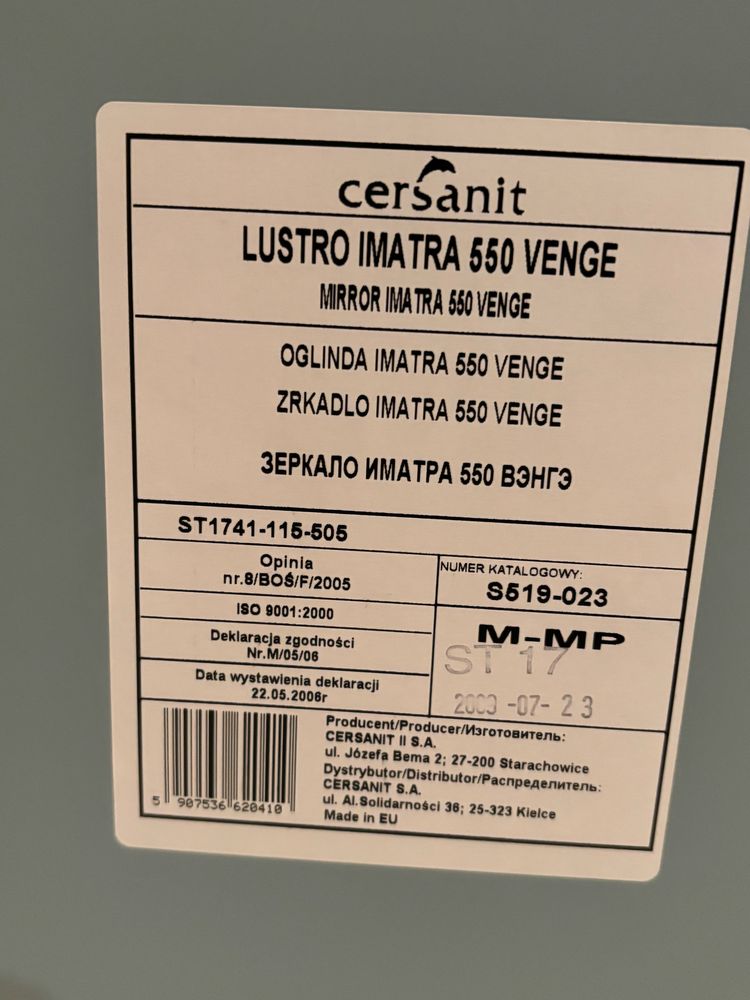 cersanit
LUSTRO IMATRA 550 VENGE
MIRROR IMATRA 550 VENGE
OGLINDA IMATRA 550 VENGE
ZRKADLO IMATRA 550 VENGE
ЗЕРКАЛО ИМАТРА 550 ВЭНГЭ
ST1741-115-505
Opinia
nr.8/BOŚ/F/2005
ISO 9001:2000
Deklaracja zgodności
Nr.M/05/06
Data wystawienia deklaracji
22.05.2006r
NUMER KATALOGOWY:
S519-023
M-MP
ST 17
-07- 23
5 907536 620410
Producent/Producer/Изготовитель:
CERSANIT II S.A.
ul. Józefa Bema 2; 27-200 Starachowice
Dystrybutor/Distributor/Распределитель:
CERSANIT S.A.
ul. Al.Solidarności 36; 25-323 Kielce
Made in EU